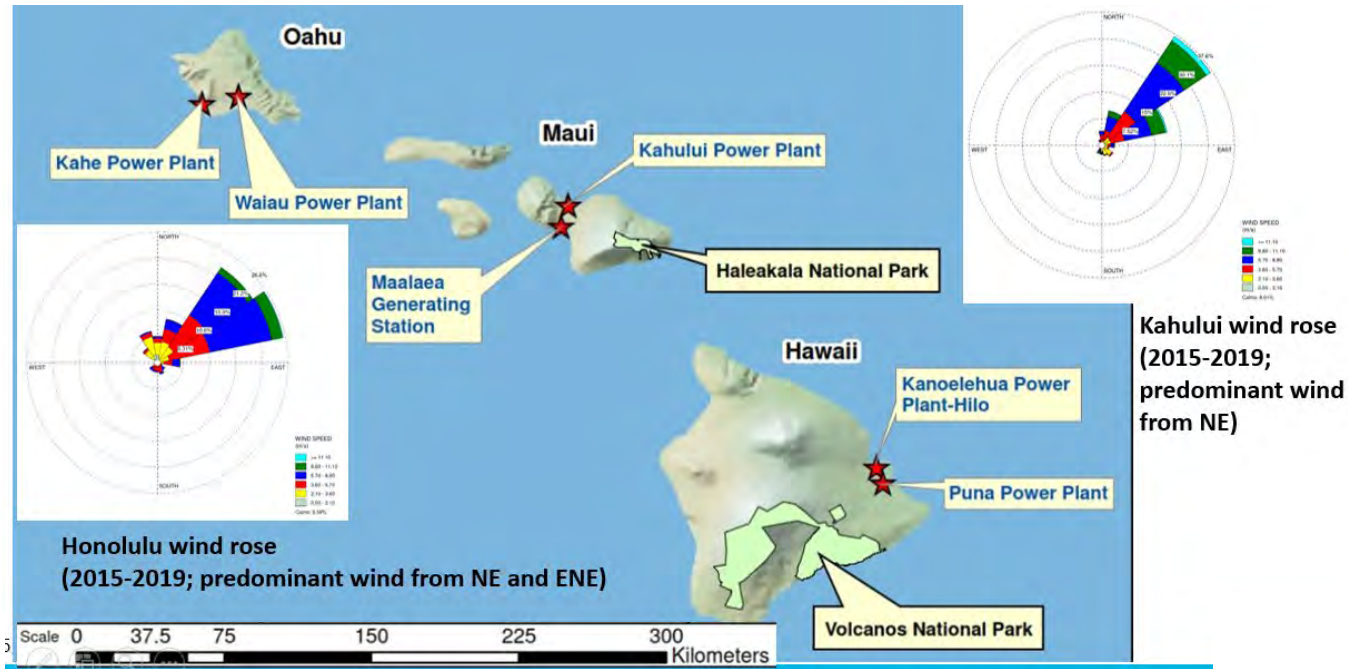 Oahu
Maui
Kahului Power Plant
Kahe Power Plant
Waiau Power Plant
Haleakala National Park
Maalaea
Generating
Station
Hawaii
Kanoelehua Power
Plant-Hilo
Puna Power Plant
Volcanos National Park
NORTH
WEST
EAST
SOUTH
WIND SPEED
(m/s)
NORTH
WEST
EAST
SOUTH
WIND SPEED
(m/s)
Kahului wind rose
(2015-2019;
predominant wind
from NE)
Honolulu wind rose
(2015-2019; predominant wind from NE and ENE)
Scale 0 37.5 75 150 225 300
Kilometers